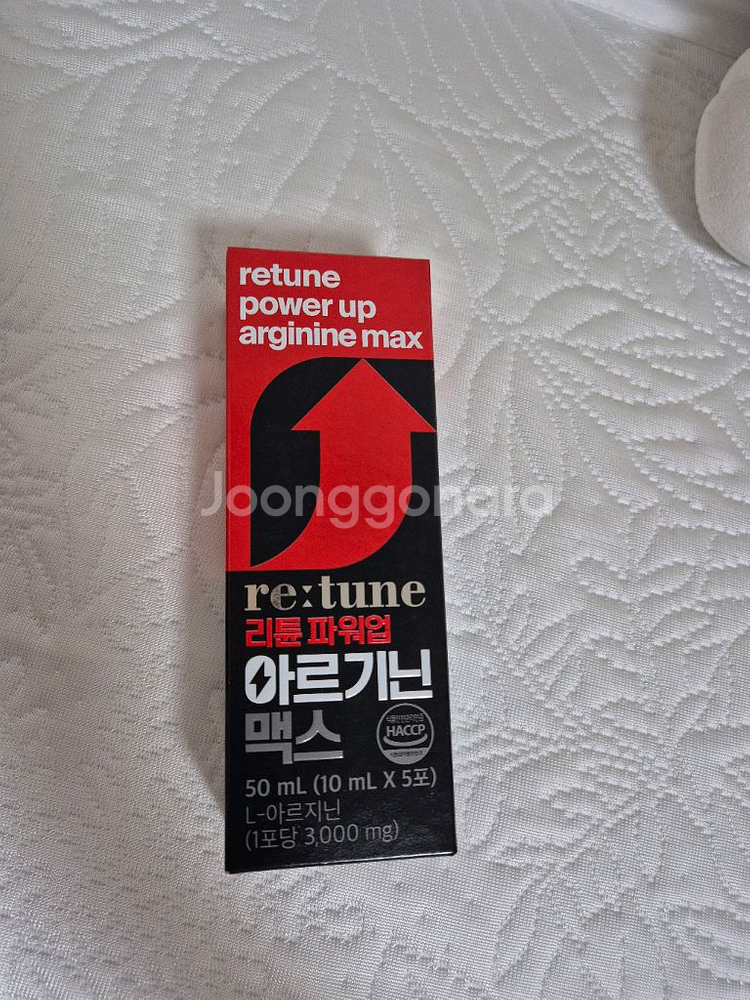 retune
power up
arginine max
Joonggonara
re:tune
리튠 파워업
아르기닌
맥스
HACCP
50 mL (10 mL X 5포)
L-아르지닌
(1포당 3,000 mg)